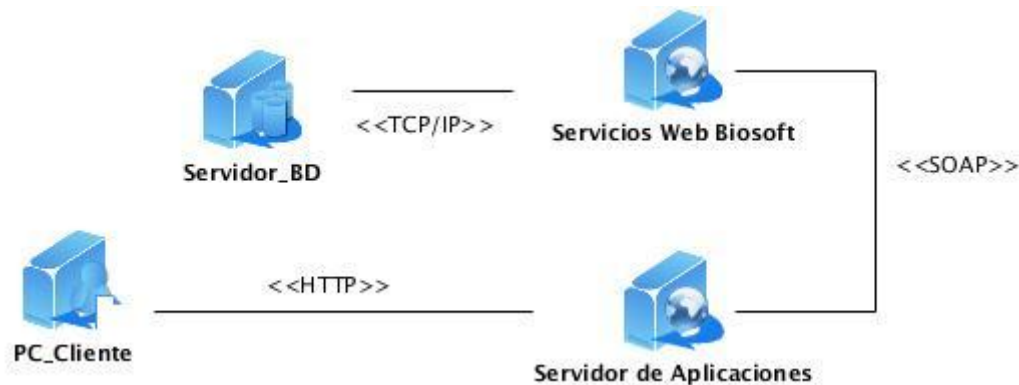 <<TCP/IP>>
Servicios Web Biosoft
Servidor_BD
<<SOAP>>
<<HTTP>>
PC_Cliente
Servidor de Aplicaciones